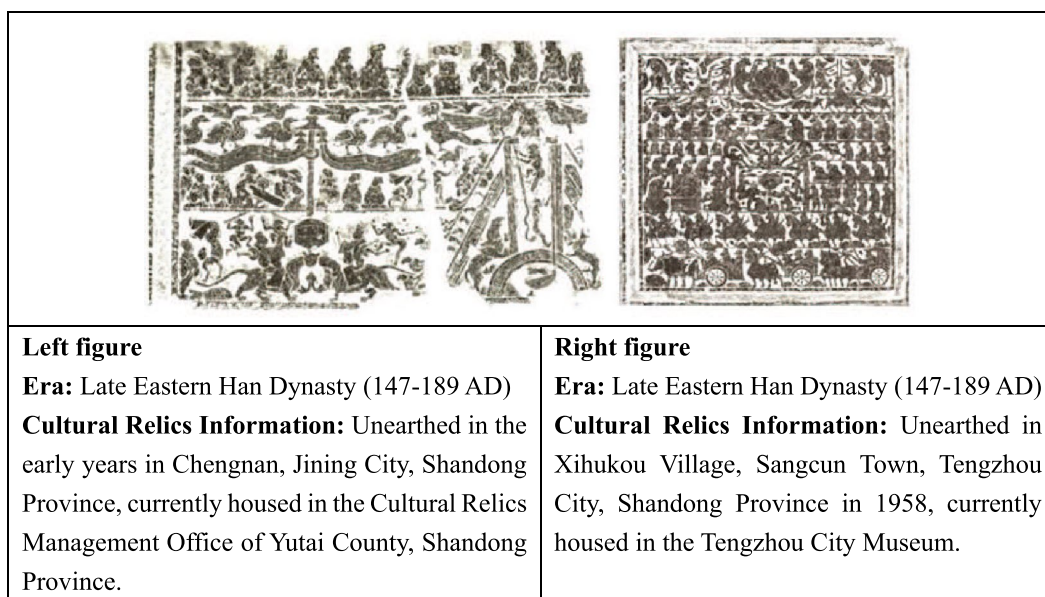 Left figure
Era: Late Eastern Han Dynasty (147-189 AD)
Cultural Relics Information: Unearthed in the
early years in Chengnan, Jining City, Shandong
Province, currently housed in the Cultural Relics
Management Office of Yutai County, Shandong
Province.
Right figure
Era: Late Eastern Han Dynasty (147-189 AD)
Cultural Relics Information: Unearthed in
Xihukou Village, Sangcun Town, Tengzhou
City, Shandong Province in 1958, currently
housed in the Tengzhou City Museum.